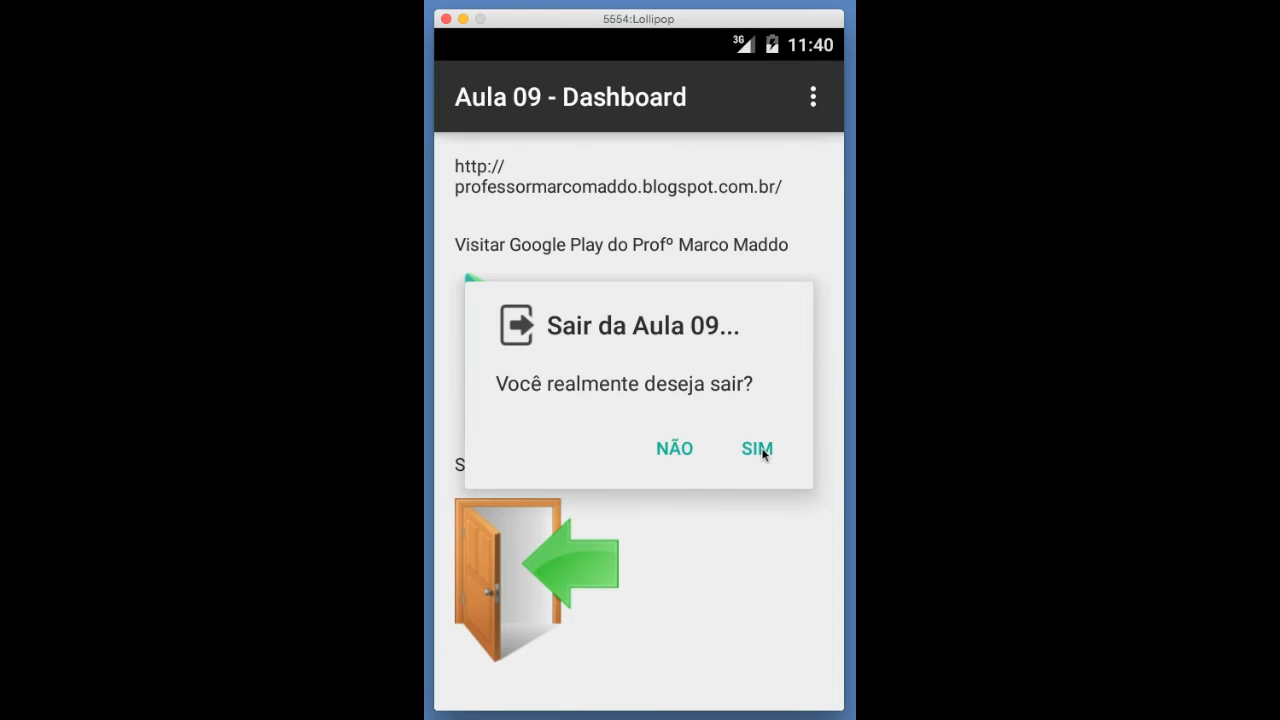 5554:Lollipop
3G 11:40
Aula 09 - Dashboard
http://
professormarcomaddo.blogspot.com.br/
Visitar Google Play do Profº Marco Maddo
Sair da Aula 09...
Você realmente deseja sair?
NÃO SIM
S